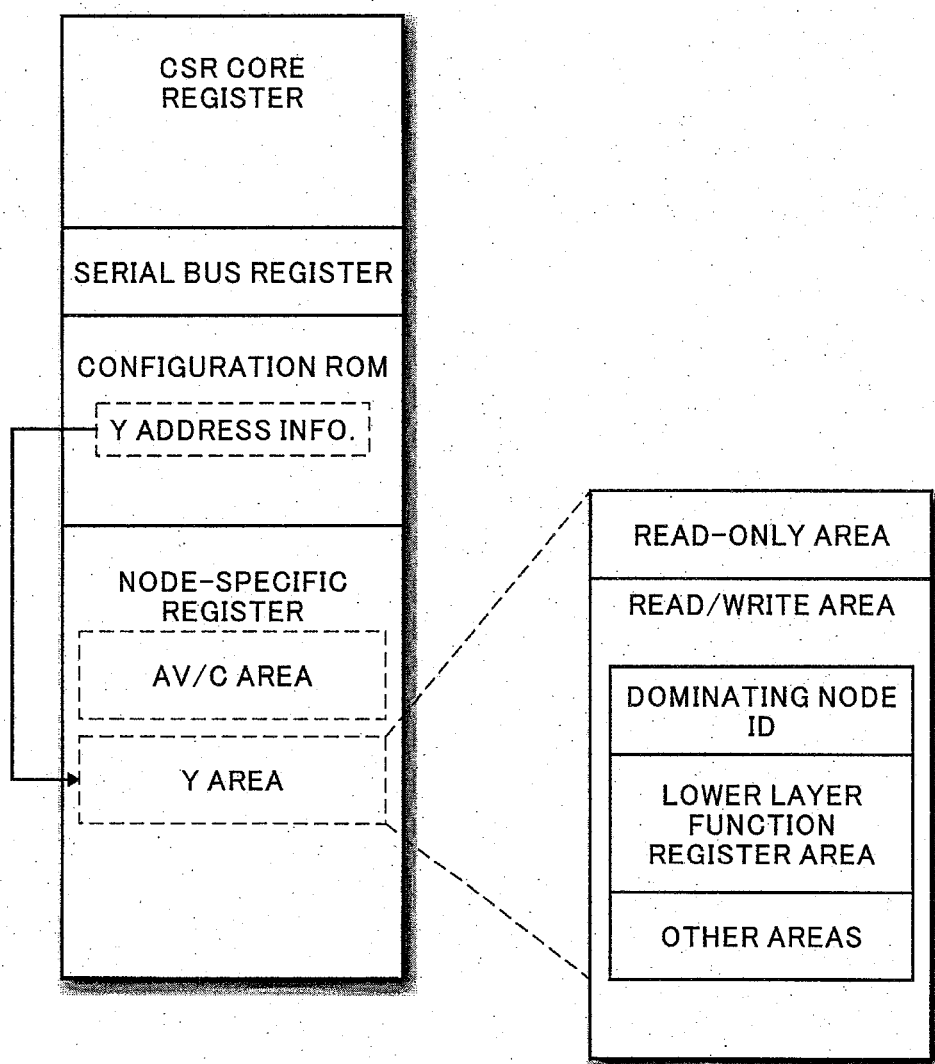 CSR CORE
REGISTER
SERIAL BUS REGISTER
CONFIGURATION ROM
Y ADDRESS INFO.
NODE-SPECIFIC
REGISTER
AV/C AREA
Y AREA
READ-ONLY AREA
READ/WRITE AREA
DOMINATING NODE
ID
LOWER LAYER
FUNCTION
REGISTER AREA
OTHER AREAS